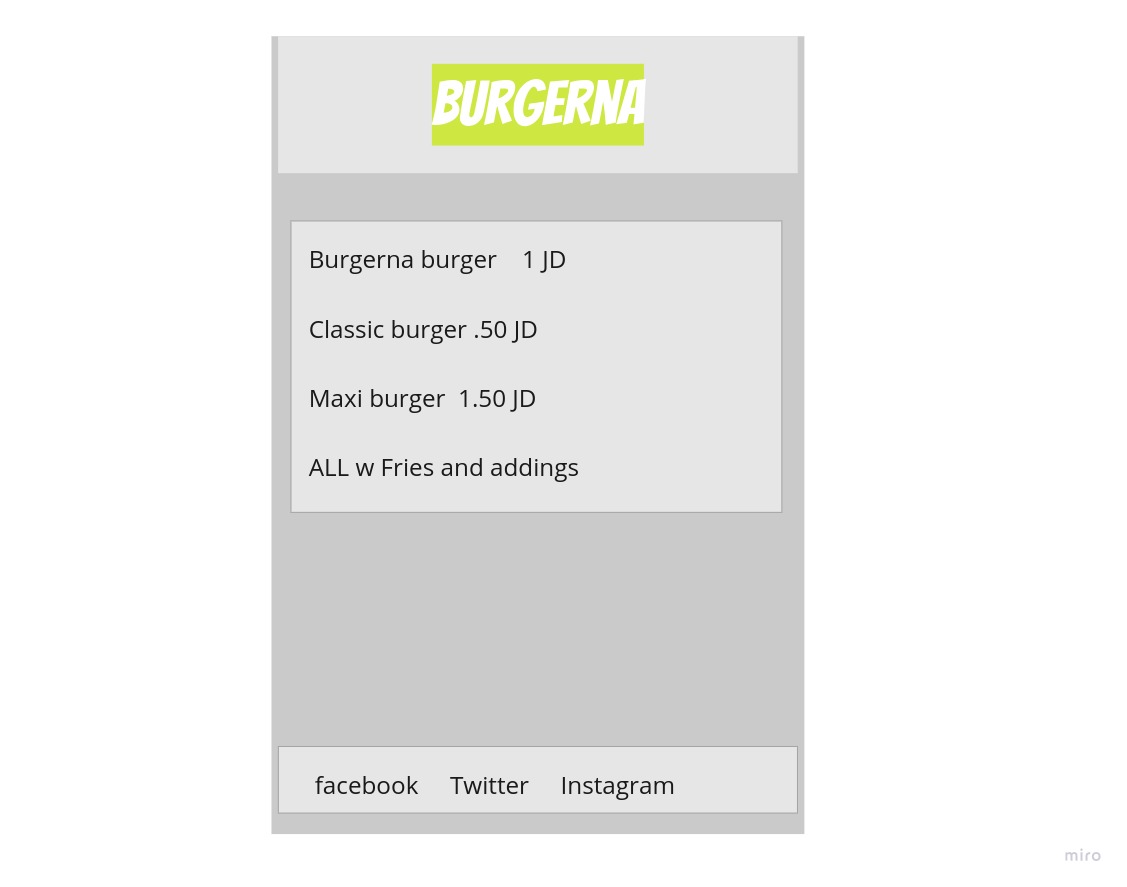 BURGERNA
Burgerna burger    1 JD
Classic burger .50 JD
Maxi burger  1.50 JD
ALL w Fries and addings
facebook     Twitter     Instagram
miro